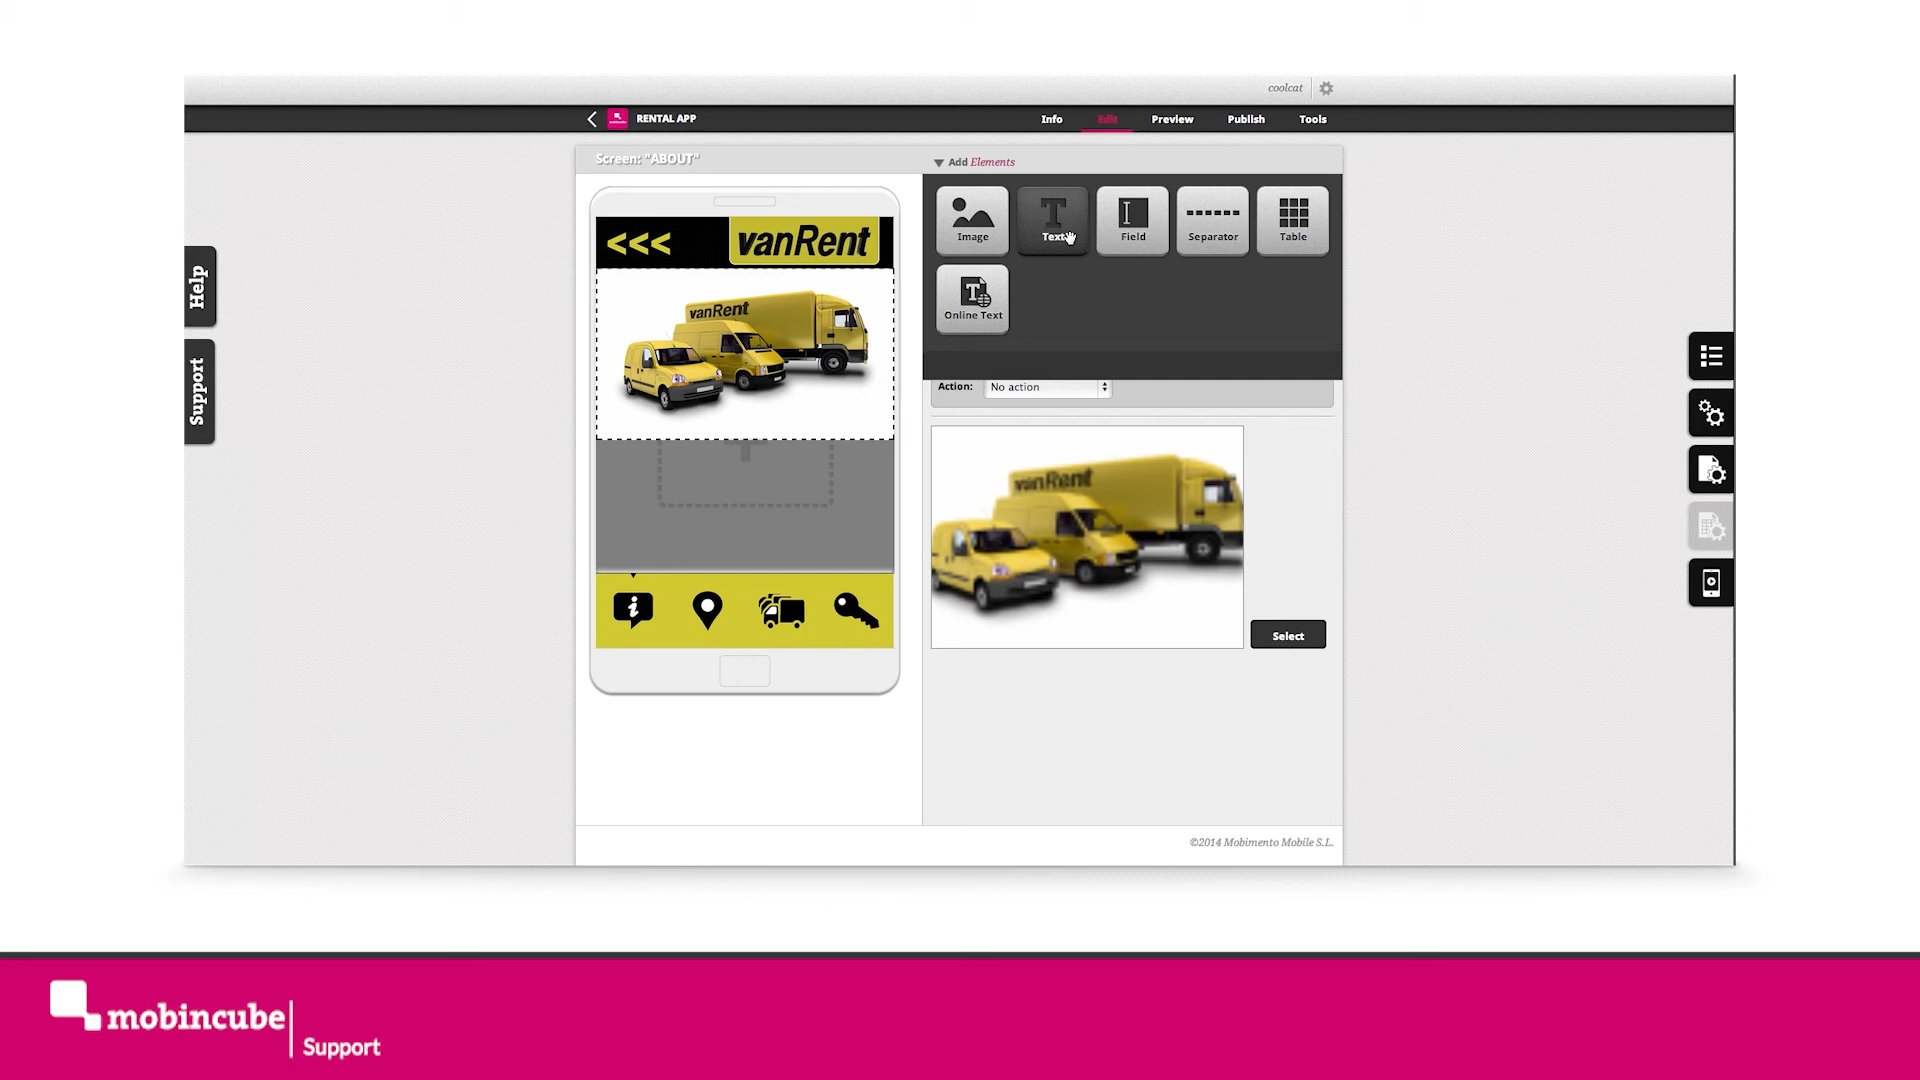 coolcat
RENTAL APP
Info
Edit
Preview
Publish
Tools
Screen: "ABOUT"
Add Elements
<<<
vanRent
vanRent
Image
Text
Field
Separator
Table
Online Text
Action:
No action
vanRent
Select
Help
Support
©2014 Mobimento Mobile S.L.
mobincube
Support